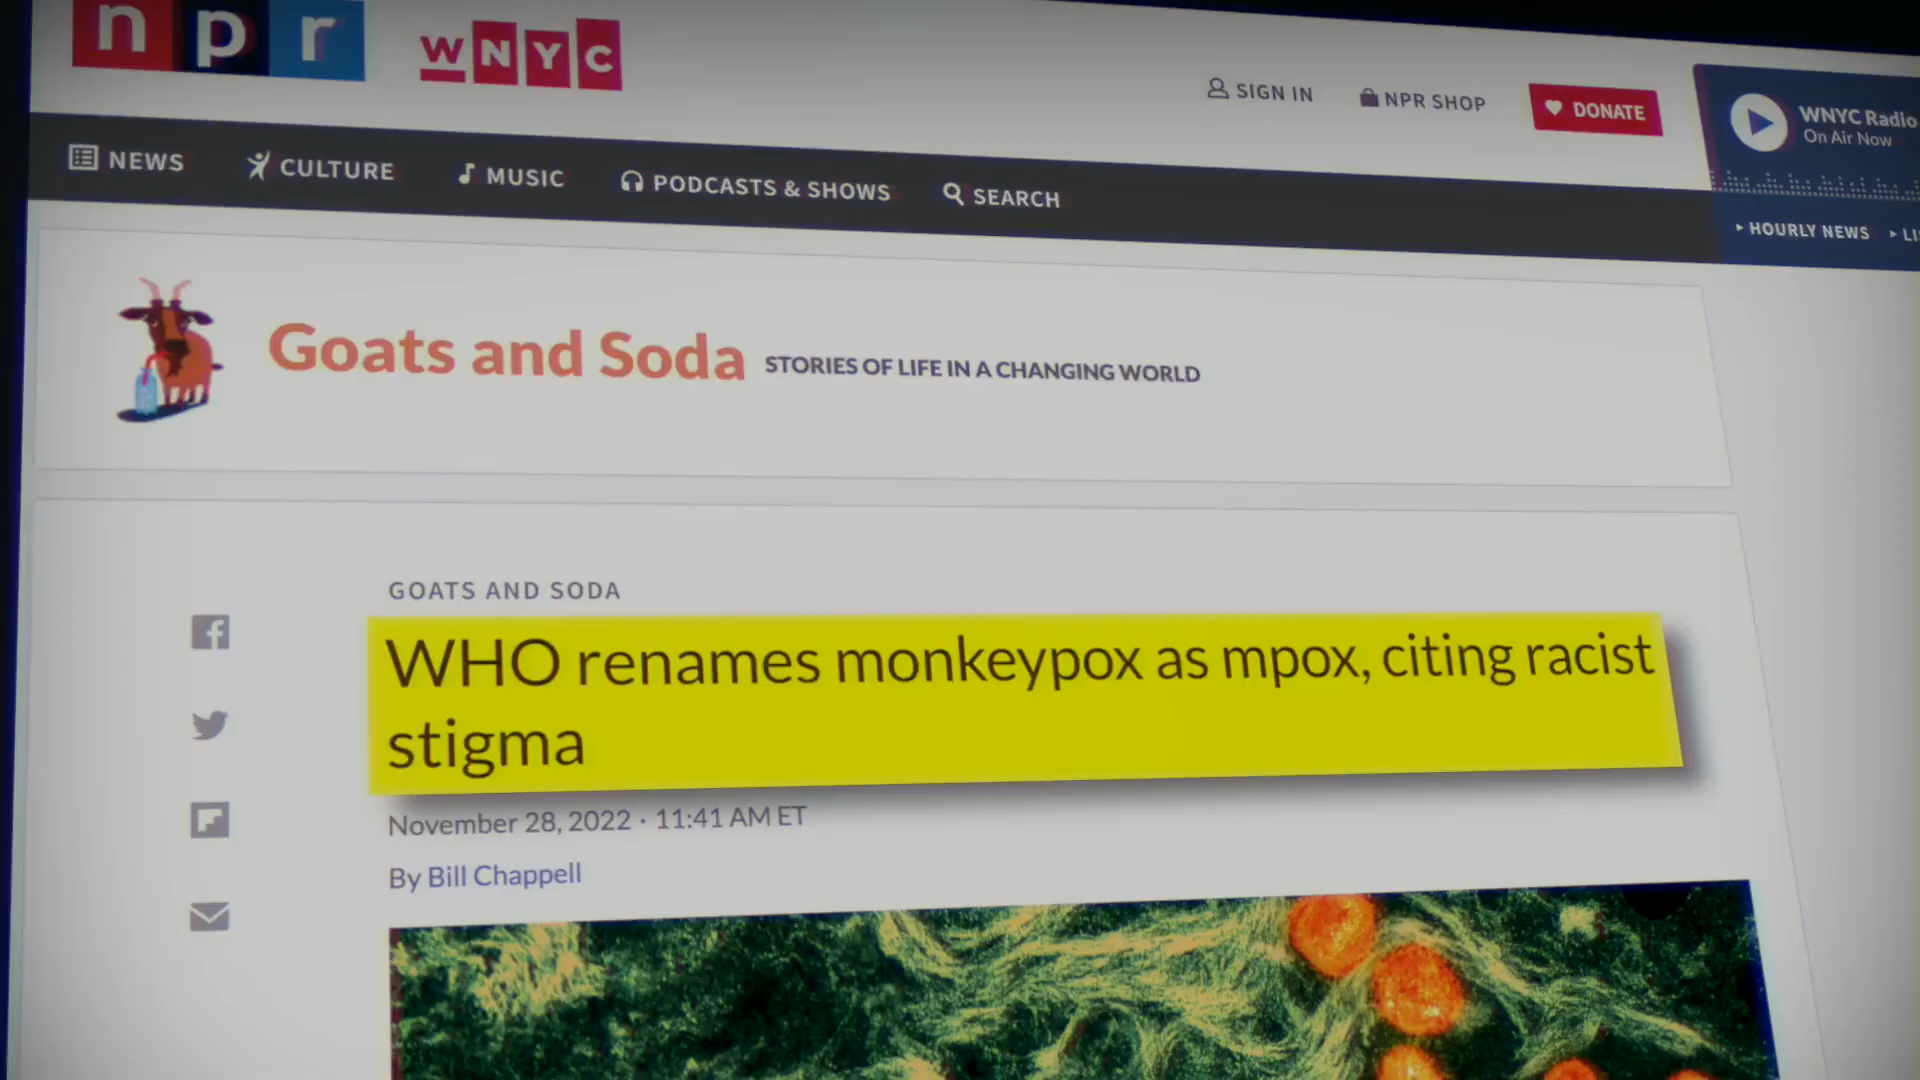 npr WNYC
SIGN IN NPR SHOP DONATE
WNYC Radio
On Air Now
NEWS CULTURE MUSIC PODCASTS & SHOWS SEARCH
HOURLY NEWS
Goats and Soda STORIES OF LIFE IN A CHANGING WORLD
GOATS AND SODA
WHO renames monkeypox as mpox, citing racist
stigma
November 28, 2022 · 11:41 AM ET
By Bill Chappell